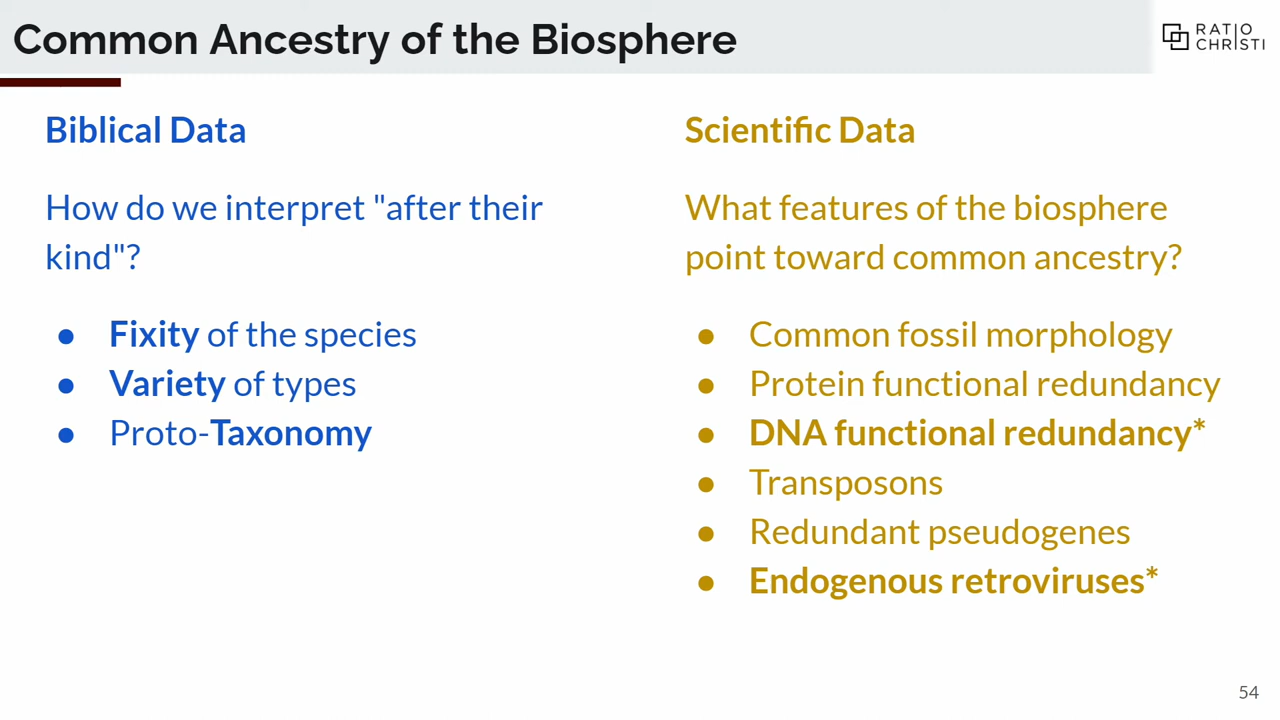 Common Ancestry of the Biosphere
RATIO
CHRISTI
Biblical Data
How do we interpret "after their
kind"?
● Fixity of the species
● Variety of types
● Proto-Taxonomy
Scientific Data
What features of the biosphere
point toward common ancestry?
● Common fossil morphology
● Protein functional redundancy
● DNA functional redundancy*
● Transposons
● Redundant pseudogenes
● Endogenous retroviruses*
54